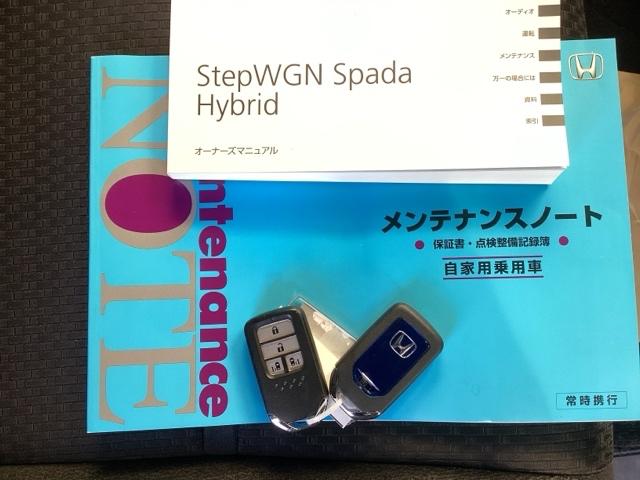 オーディオ
運転
メンテナンス
万一の場合には
資料
索引
StepWGN Spada
Hybrid
オーナーズマニュアル
NOTE
ntenance
メンテナンスノート
保証書・点検整備記録簿
自家用乗用車
常時携行